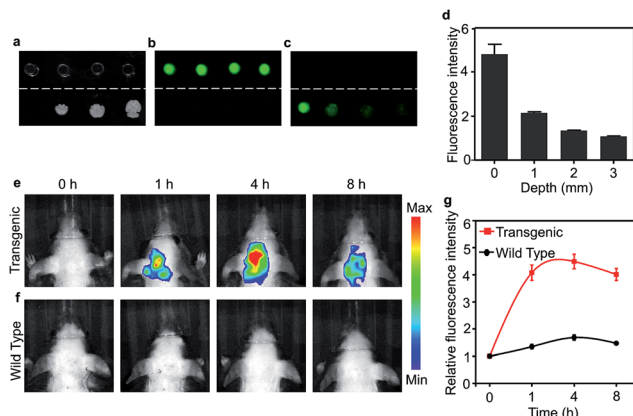 a
b
c
d
Fluorescence intensity
6
4
2
0
0 1 2 3
Depth (mm)
e
0 h 1 h 4 h 8 h
Transgenic
f
Wild Type
Max
Min
g
Relative fluorescence intensity
6
5
4
3
2
1
0
Transgenic
Wild Type
0 1 4 8
Time (h)